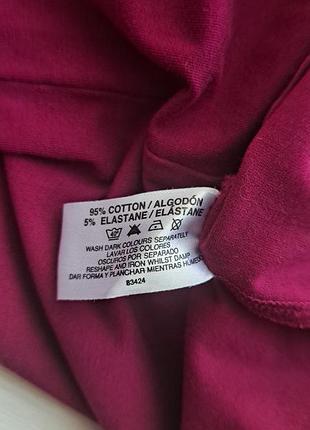 95% COTTON / ALGODÓN
5% ELASTANE / ELÁSTANE
WASH DARK COLOURS SEPARATELY
LAVAR LOS COLORES
OSCUROS POR SEPARADO
RESHAPE AND IRON WHILST DAMP
DAR FORMA Y PLANCHAR MIENTRAS HUMEDO
83424